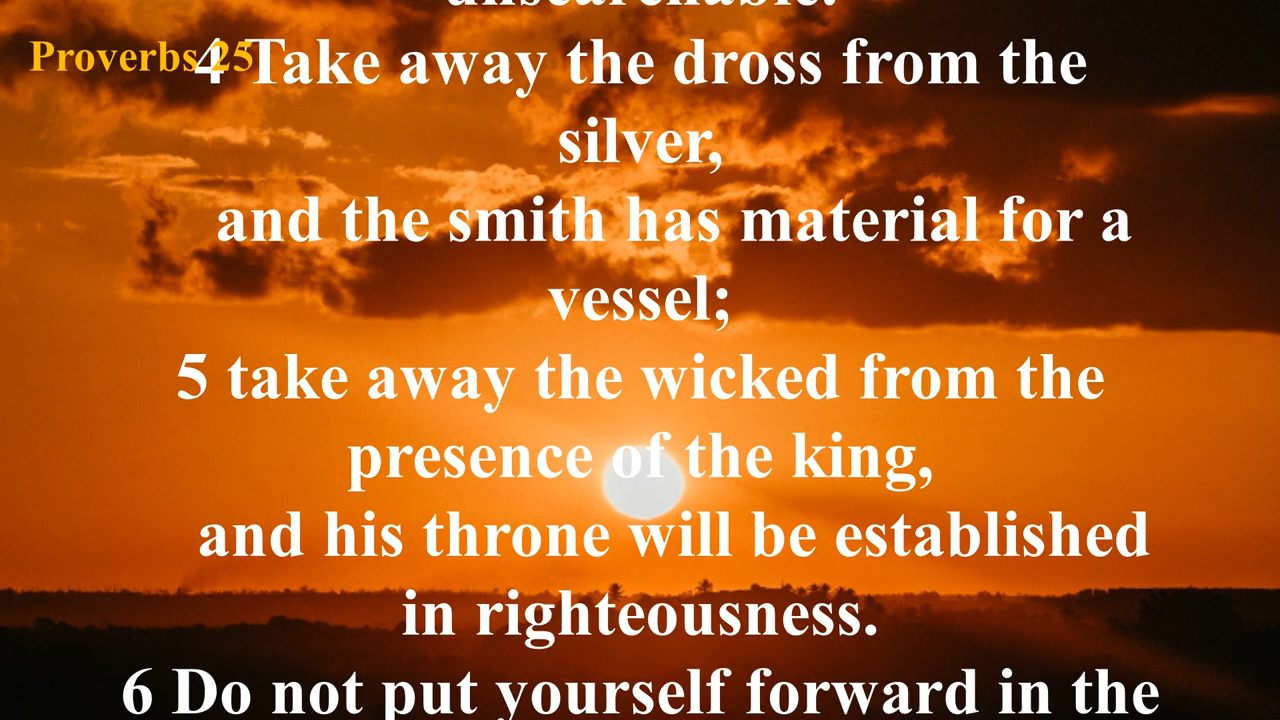 unsearchable.
Proverbs 25
4 Take away the dross from the
silver,
and the smith has material for a
vessel;
5 take away the wicked from the
presence of the king,
and his throne will be established
in righteousness.
6 Do not put yourself forward in the